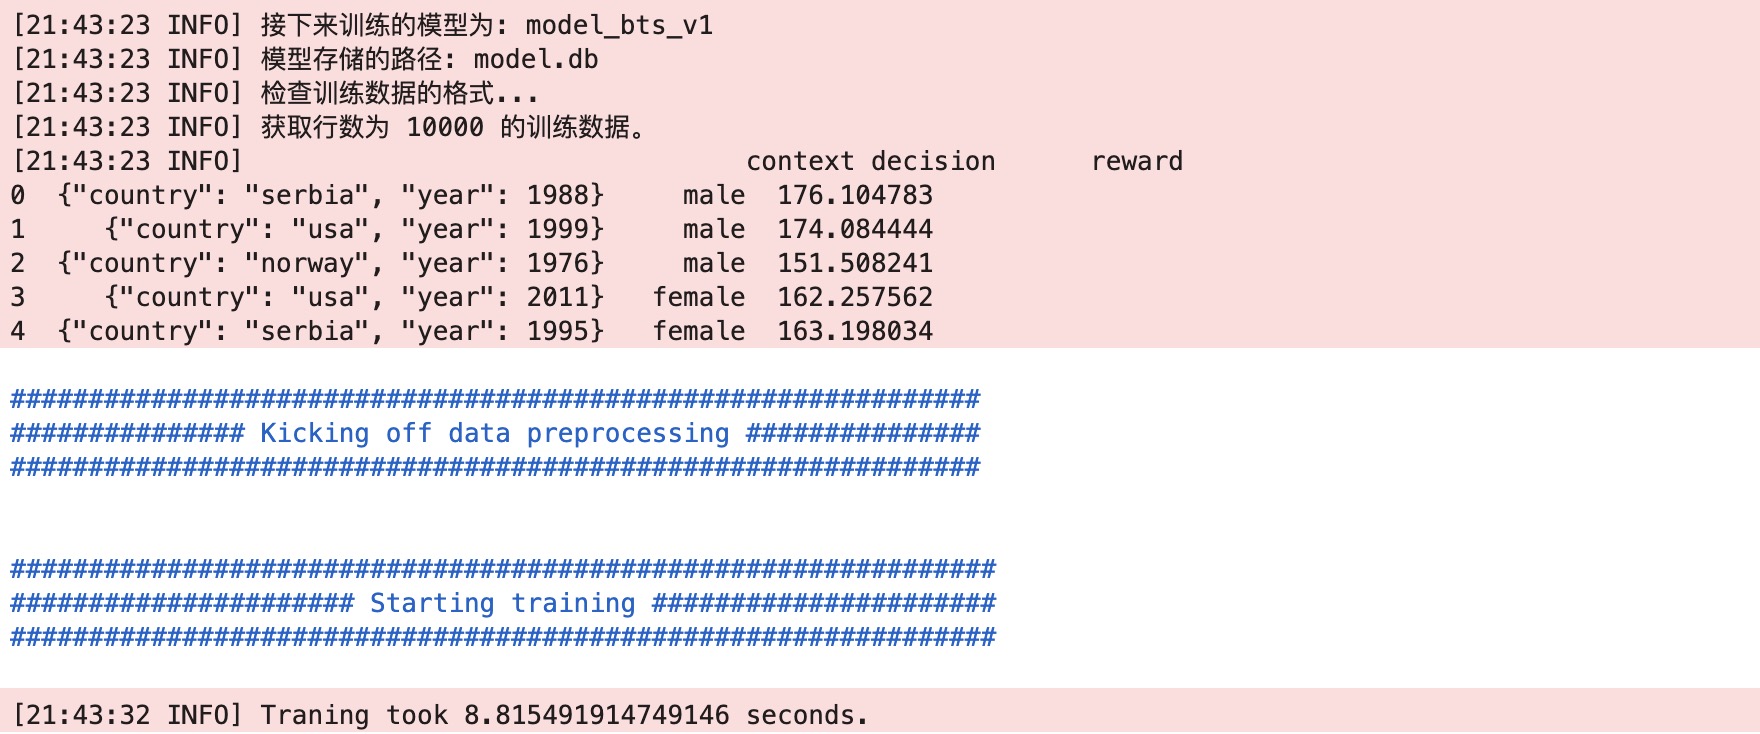 [21:43:23 INFO] 接下来训练的模型为: model_bts_v1
[21:43:23 INFO] 模型存储的路径: model.db
[21:43:23 INFO] 检查训练数据的格式...
[21:43:23 INFO] 获取行数为 10000 的训练数据。
[21:43:23 INFO]                                 context decision      reward
0  {"country": "serbia", "year": 1988}     male  176.104783
1     {"country": "usa", "year": 1999}     male  174.084444
2  {"country": "norway", "year": 1976}     male  151.508241
3     {"country": "usa", "year": 2011}   female  162.257562
4  {"country": "serbia", "year": 1995}   female  163.198034
##############################################################
############### Kicking off data preprocessing ###############
##############################################################
###############################################################
###################### Starting training ######################
###############################################################
[21:43:32 INFO] Traning took 8.815491914749146 seconds.